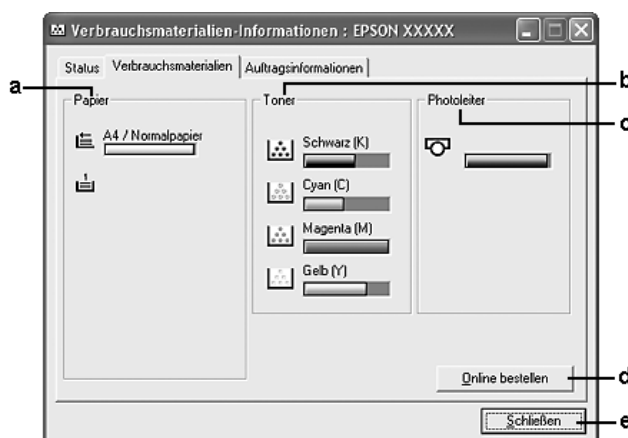 Verbrauchsmaterialien-Informationen : EPSON XXXXX
Status Verbrauchsmaterialien Auftragsinformationen
a
b
Papier
Toner
Photoleiter
c
A4 / Normalpapier
Schwarz (K)
Cyan (C)
Magenta (M)
Gelb (Y)
1
Online bestellen
d
Schließen
e